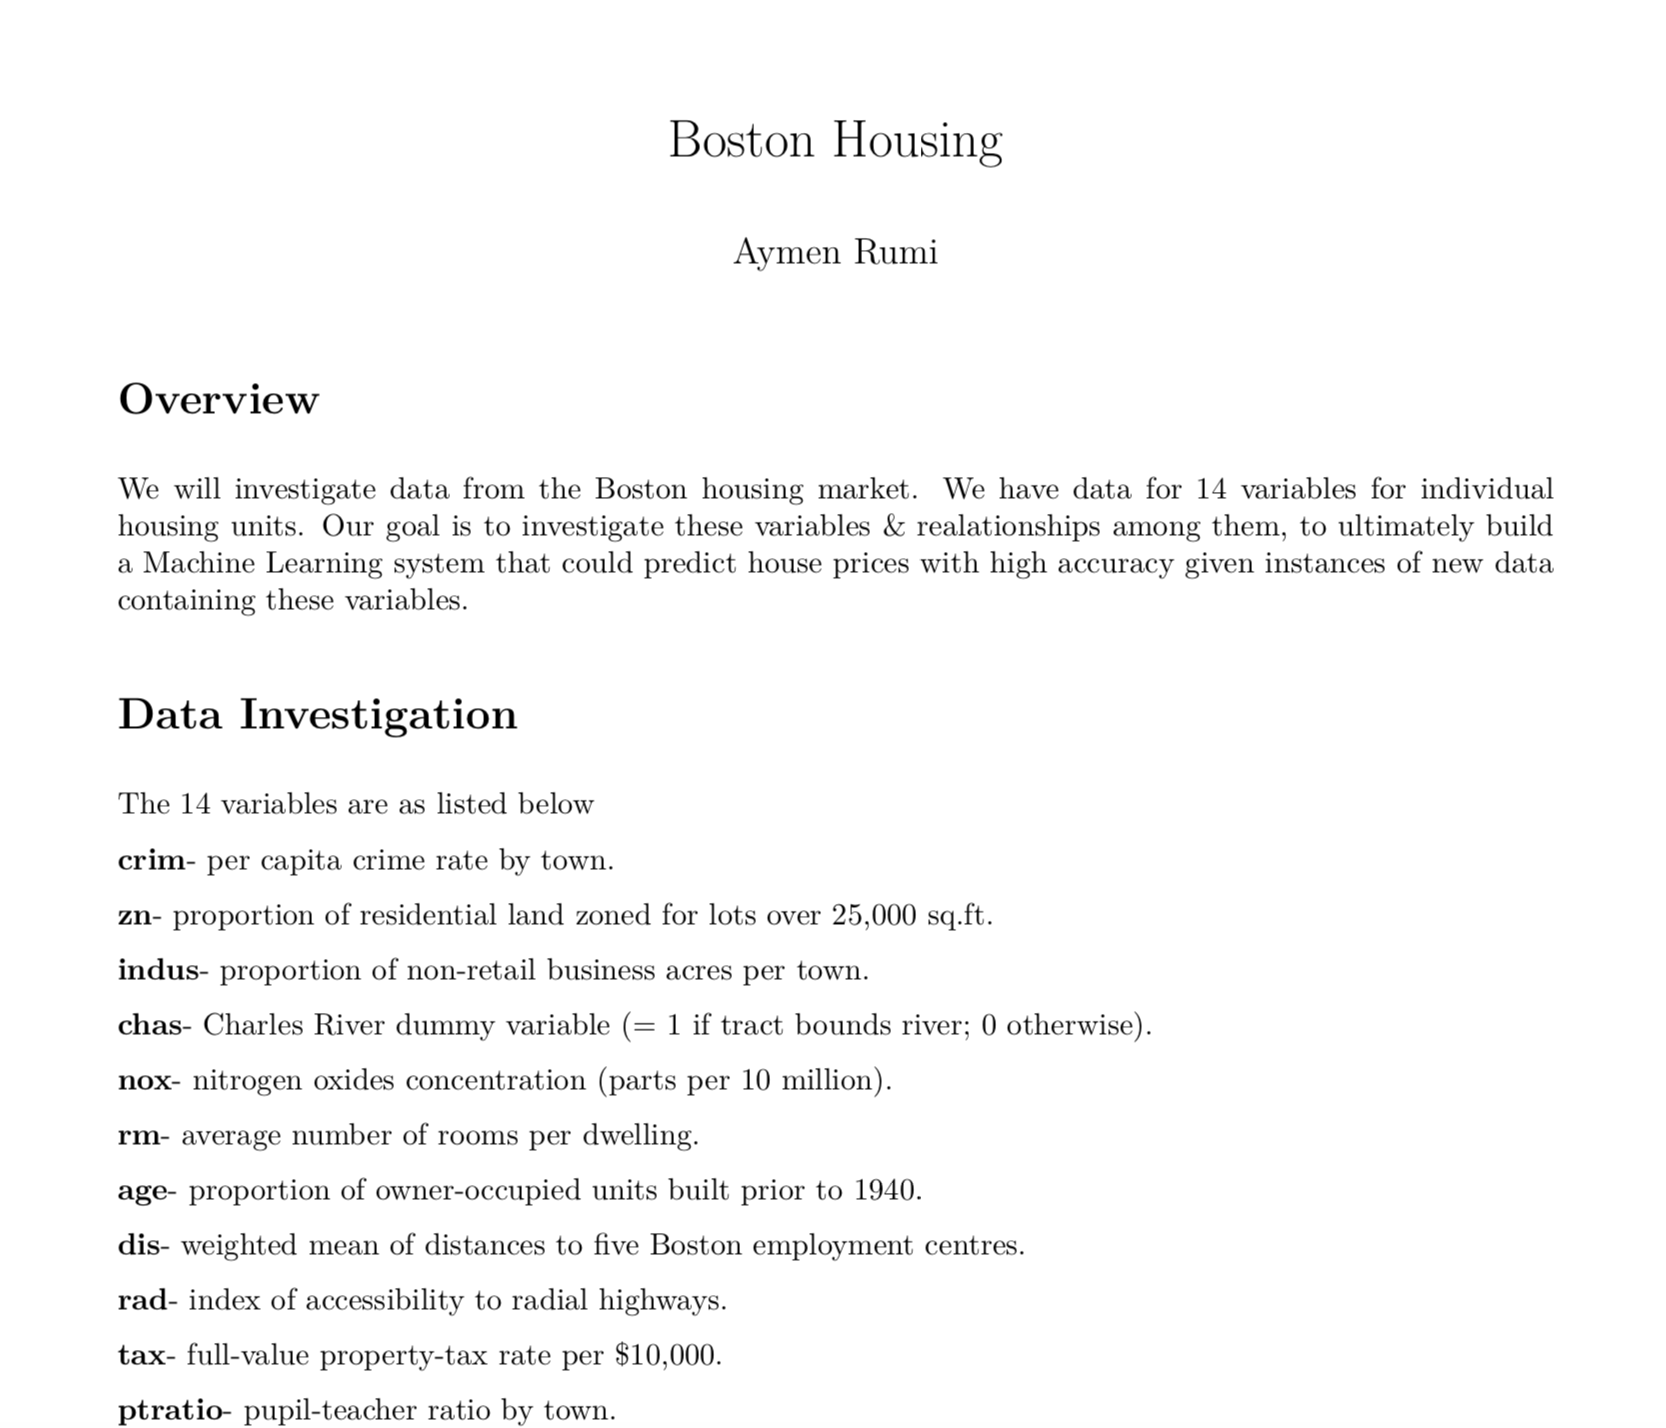 Boston Housing
Aymen Rumi
Overview
We will investigate data from the Boston housing market. We have data for 14 variables for individual
housing units. Our goal is to investigate these variables & realationships among them, to ultimately build
a Machine Learning system that could predict house prices with high accuracy given instances of new data
containing these variables.
Data Investigation
The 14 variables are as listed below
crim- per capita crime rate by town.
zn- proportion of residential land zoned for lots over 25,000 sq.ft.
indus- proportion of non-retail business acres per town.
chas- Charles River dummy variable (= 1 if tract bounds river; 0 otherwise).
nox- nitrogen oxides concentration (parts per 10 million).
rm- average number of rooms per dwelling.
age- proportion of owner-occupied units built prior to 1940.
dis- weighted mean of distances to five Boston employment centres.
rad- index of accessibility to radial highways.
tax- full-value property-tax rate per $10,000.
ptratio- pupil-teacher ratio by town.